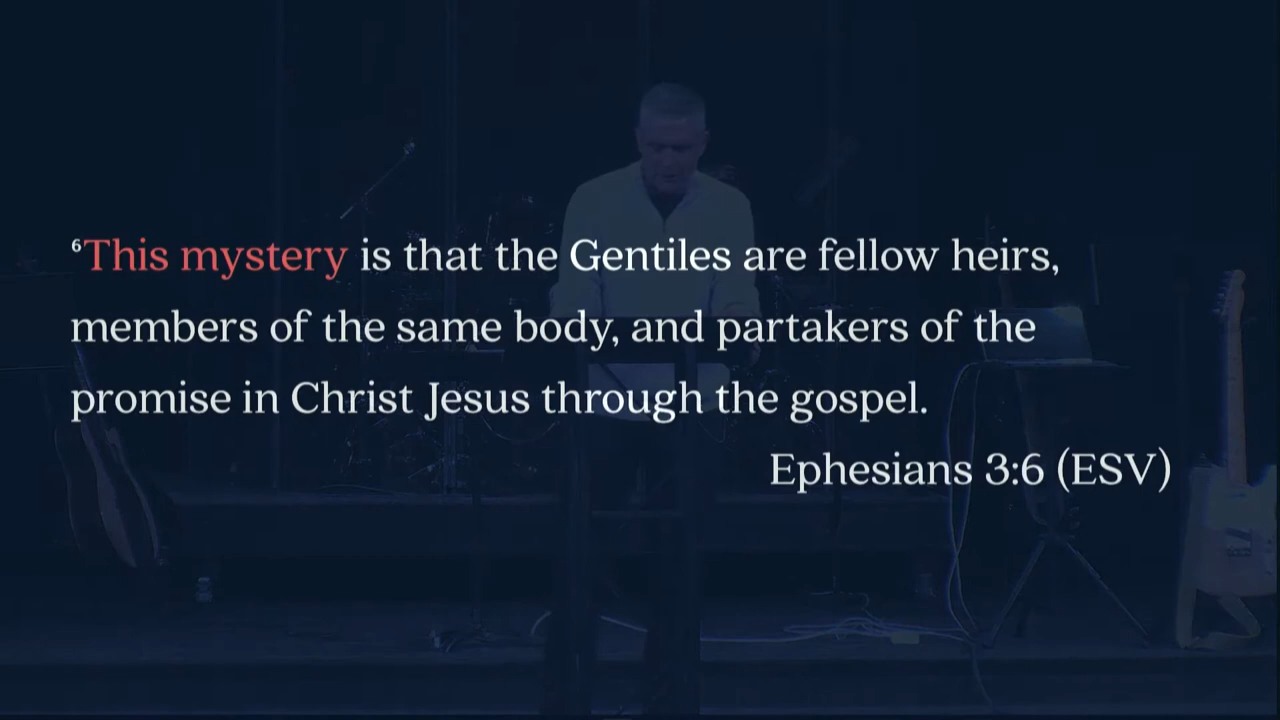 ⁶This mystery is that the Gentiles are fellow heirs,
members of the same body, and partakers of the
promise in Christ Jesus through the gospel.
Ephesians 3:6 (ESV)